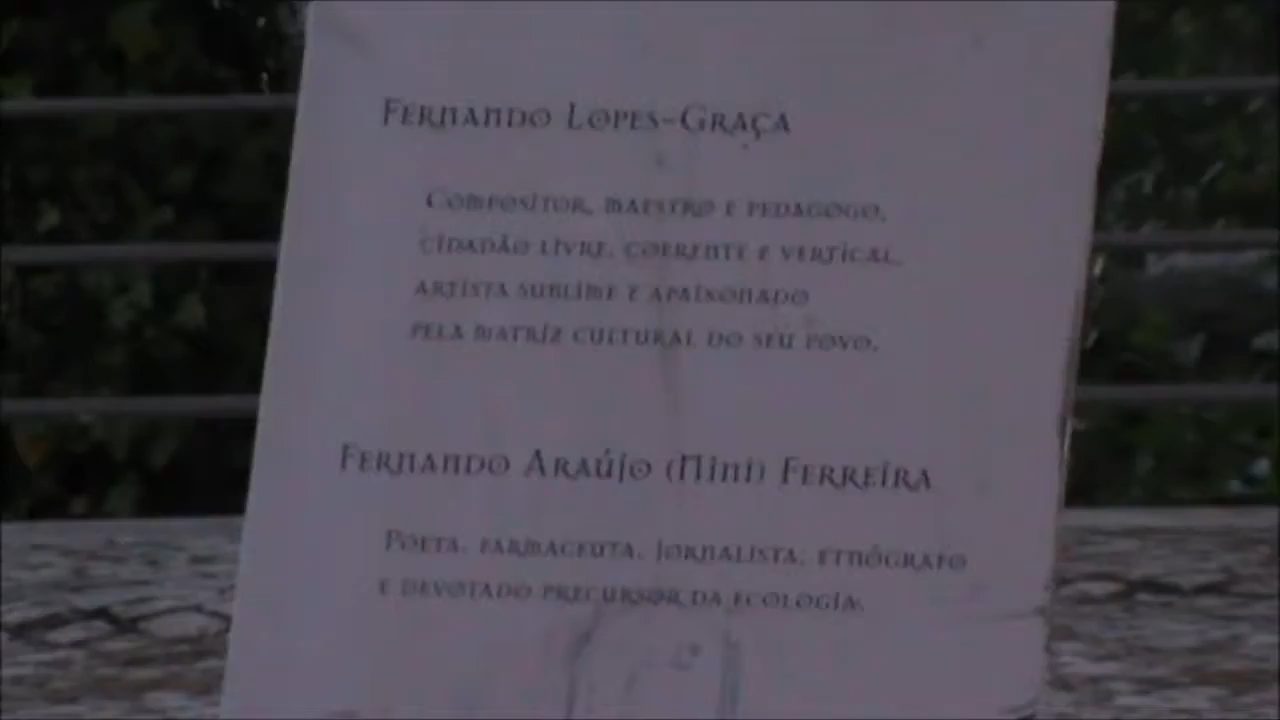 Fernando Lopes-Graça
Compositor, maestro e pedagogo,
cidadão livre, coerente e vertical,
artista sublime e apaixonado
pela matriz cultural do seu povo.
Fernando Araújo (Nini) Ferreira
Poeta, farmaceuta, jornalista, etnógrafo
e devotado precursor da ecologia.